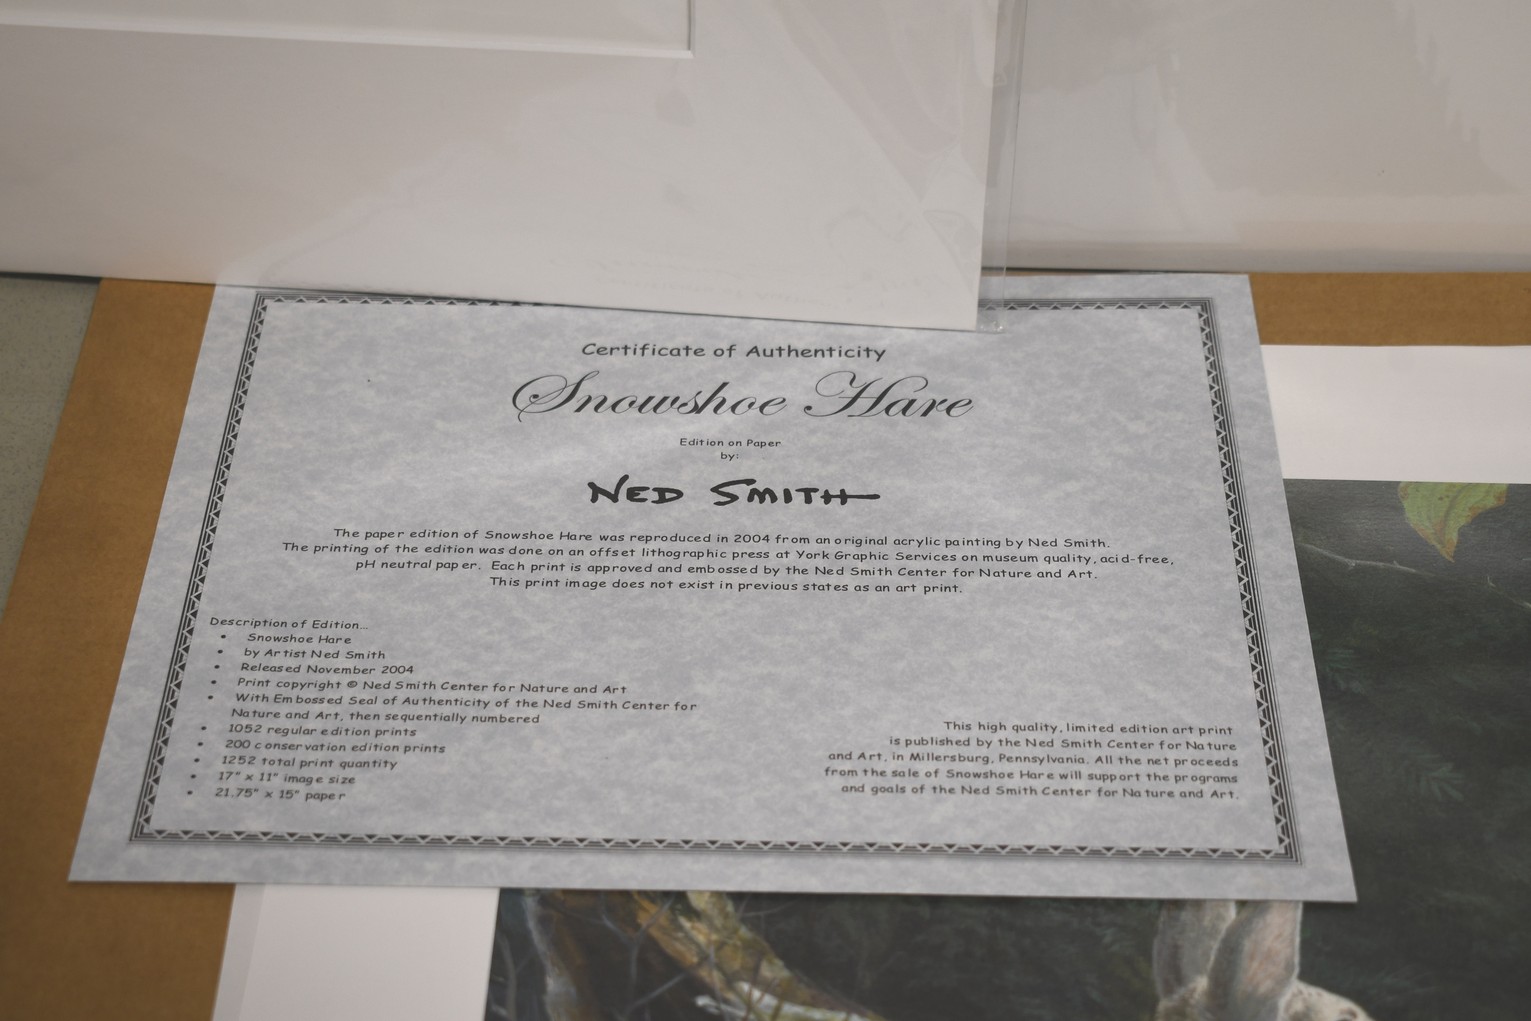 Certificate of Authenticity
Snowshoe Hare
Edition on Paper
by:
NED SMITH
The paper edition of Snowshoe Hare was reproduced in 2004 from an original acrylic painting by Ned Smith.
The printing of the edition was done on an offset lithographic press at York Graphic Services on museum quality, acid-free,
pH neutral paper. Each print is approved and embossed by the Ned Smith Center for Nature and Art.
This print image does not exist in previous states as an art print.
Description of Edition...
• Snowshoe Hare
• by Artist Ned Smith
• Released November 2004
• Print copyright © Ned Smith Center for Nature and Art
• With Embossed Seal of Authenticity of the Ned Smith Center for
Nature and Art, then sequentially numbered
• 1052 regular edition prints
• 200 conservation edition prints
• 1252 total print quantity
• 17" x 11" image size
• 21.75" x 15" paper
This high quality, limited edition art print
is published by the Ned Smith Center for Nature
and Art, in Millersburg, Pennsylvania. All the net proceeds
from the sale of Snowshoe Hare will support the programs
and goals of the Ned Smith Center for Nature and Art.